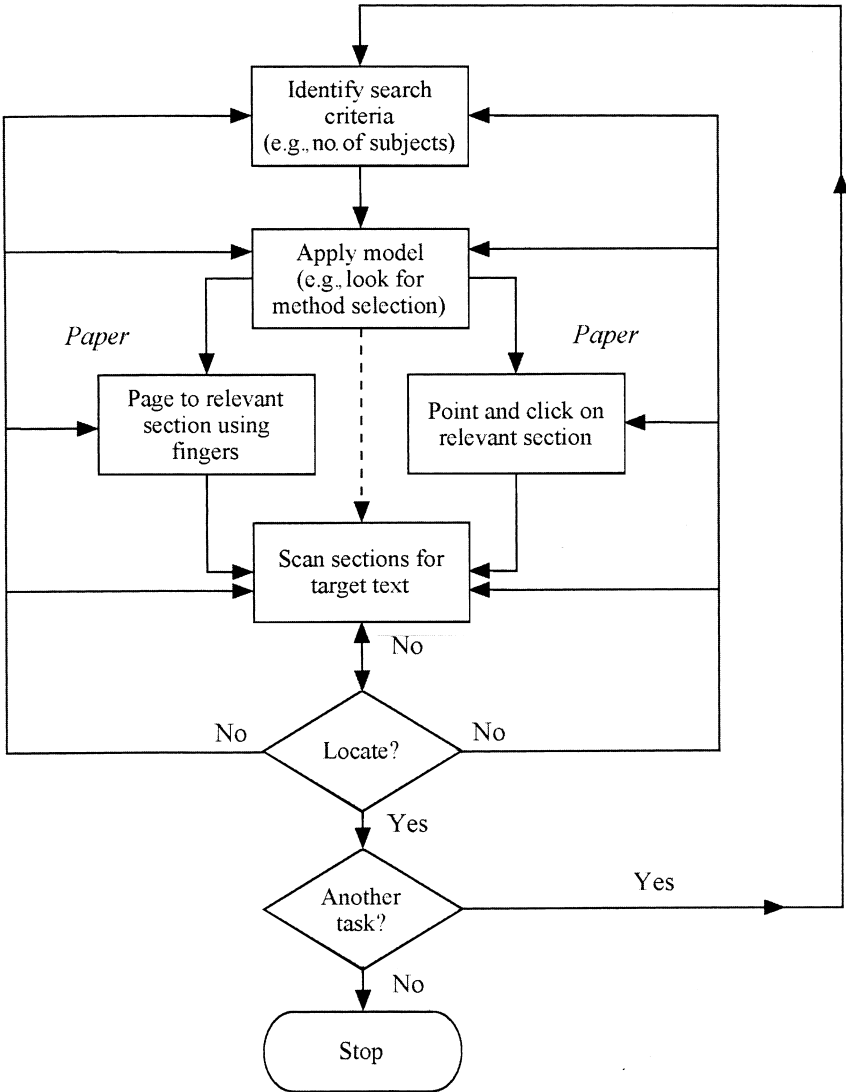 Identify search
criteria
(e.g., no. of subjects)
Apply model
(e.g., look for
method selection)
Paper
Paper
Page to relevant
section using
fingers
Point and click on
relevant section
Scan sections for
target text
No
No
Locate?
No
Yes
Another
task?
Yes
No
Stop